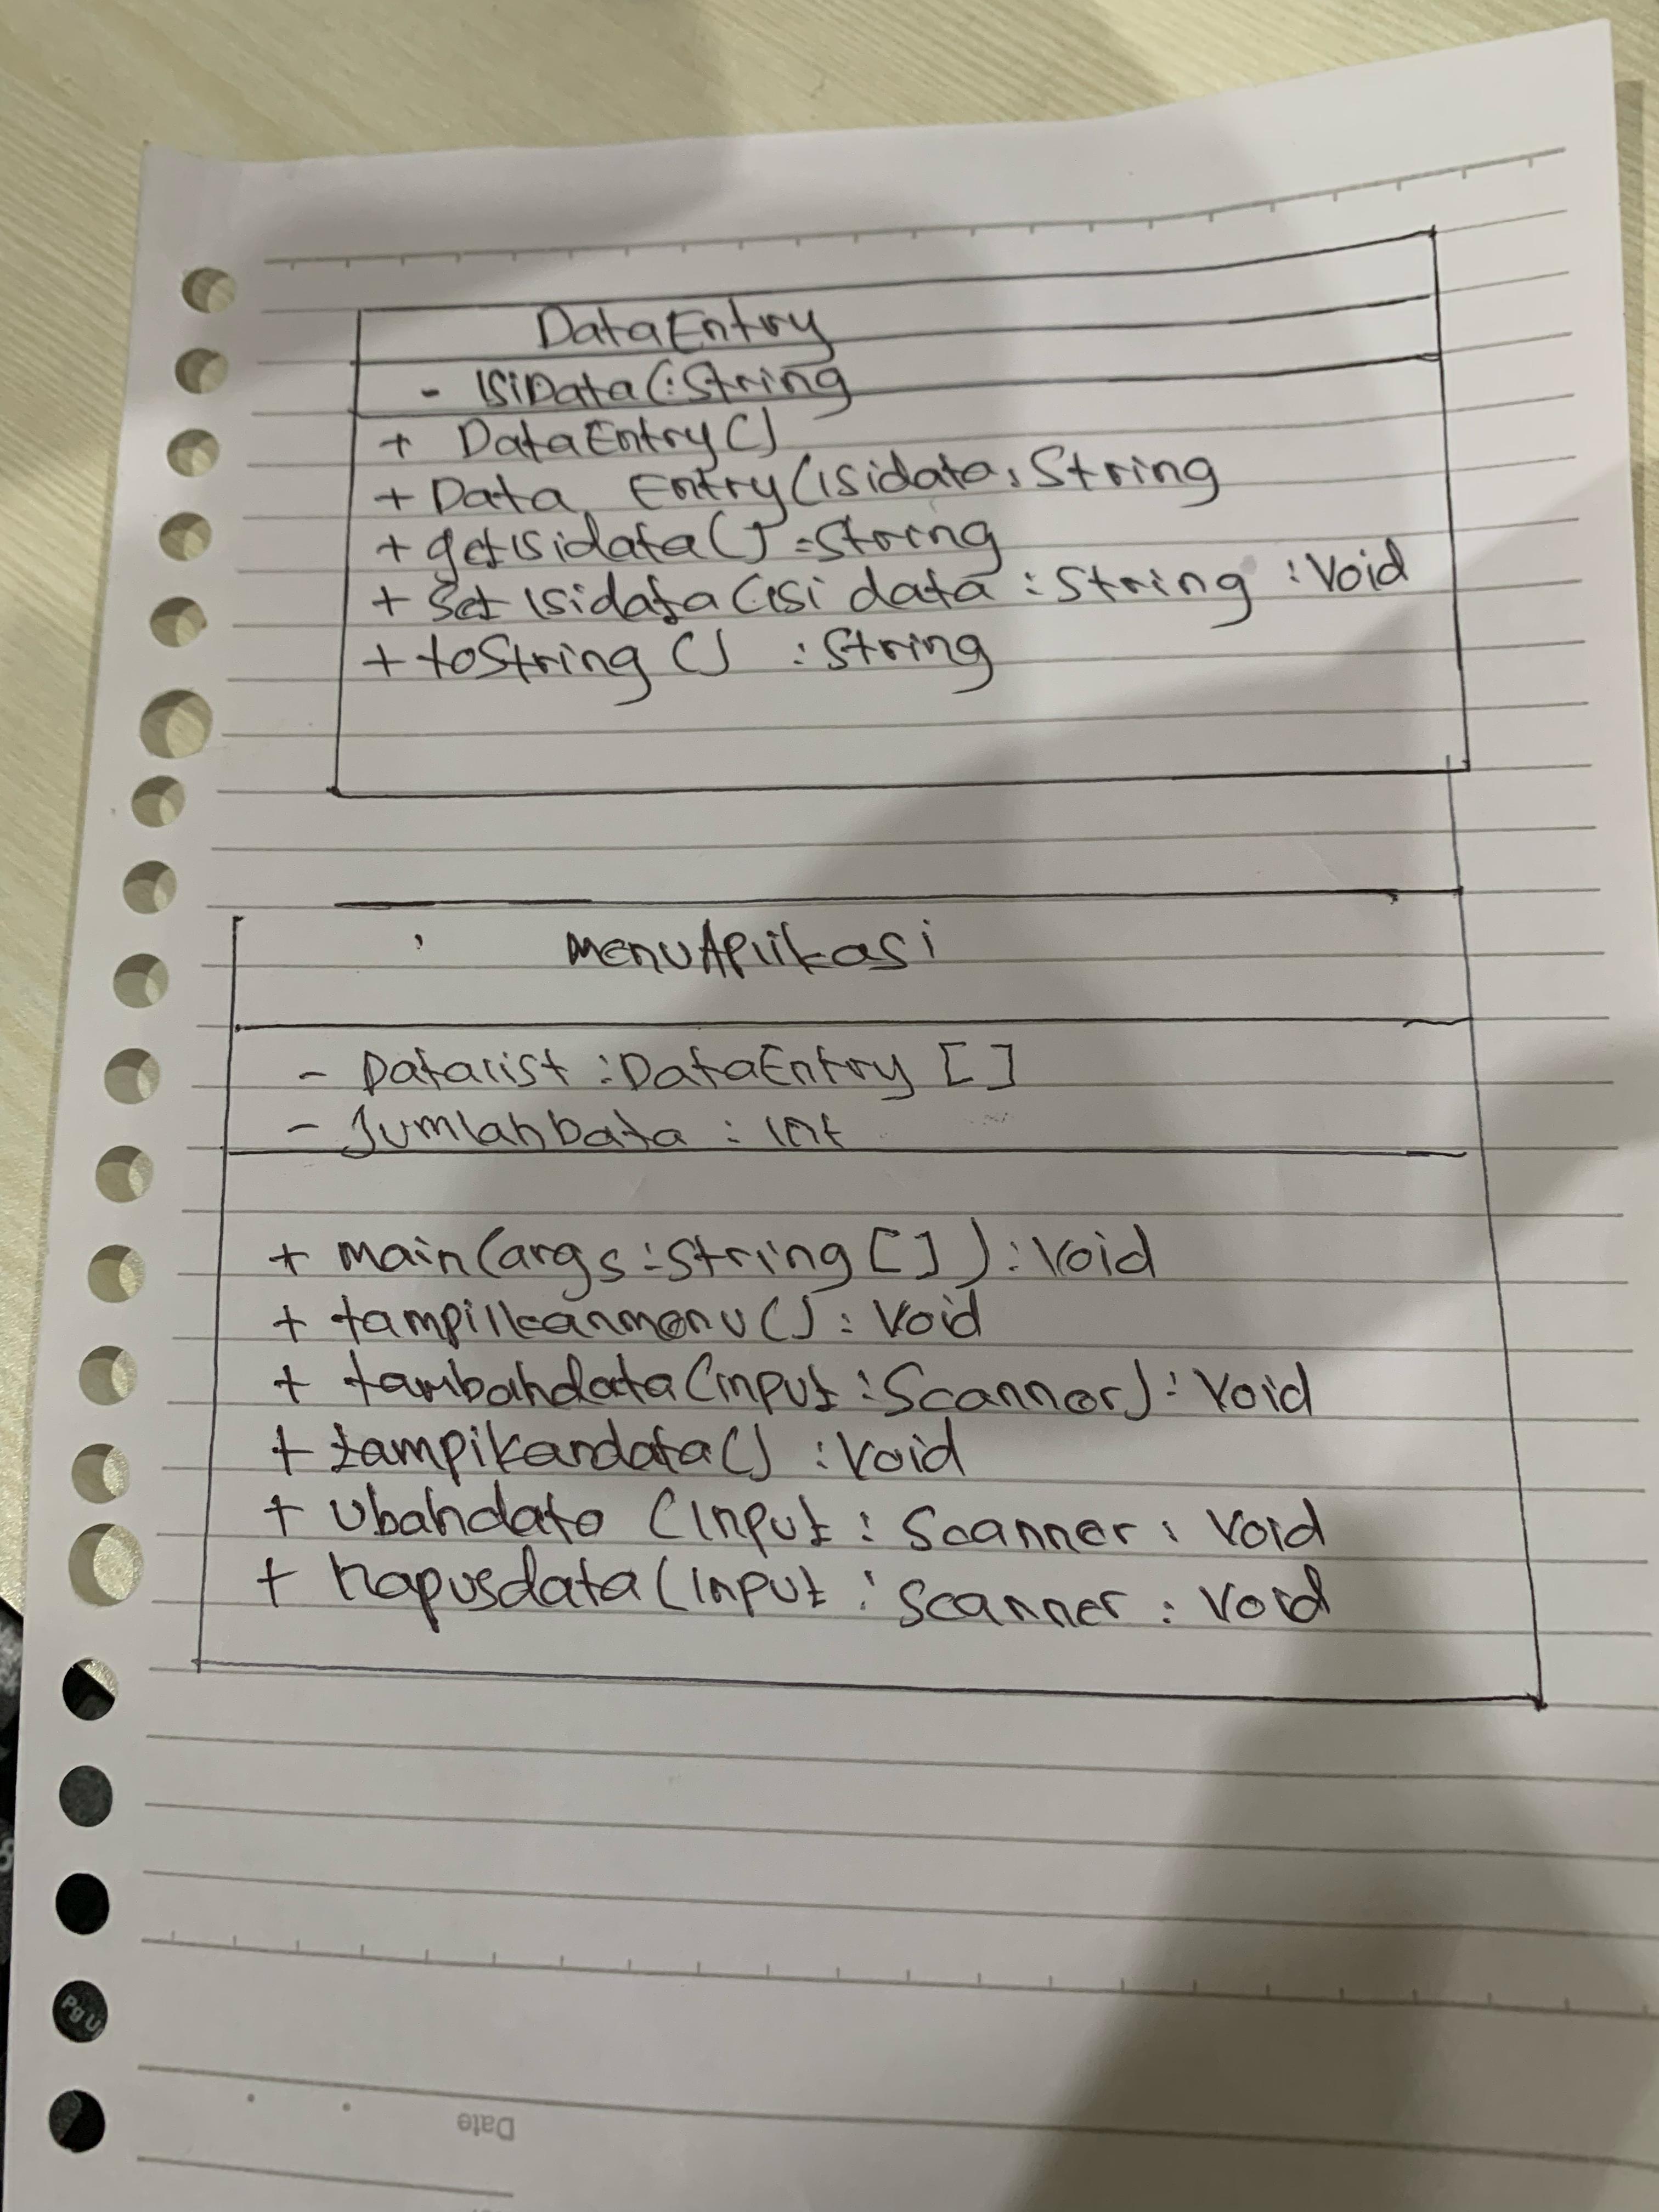 DataEntry
- isiData(:String
+ DataEntry()
+ Data Entry(isidata: String
+ getisidata() =String
+ Set isidata(isi data : String : Void
+ toString () : String
MenuAplikasi
- Datalist : DataEntry []
- JumlahData : int
+ main(args : String []) : Void
+ tampilkanmenu() : Void
+ tambahdata(input : Scanner) : Void
+ tampikandata() : Void
+ Ubahdata (input : Scanner : Void
+ hapusdata(input : Scanner : Void
Pg U
Date